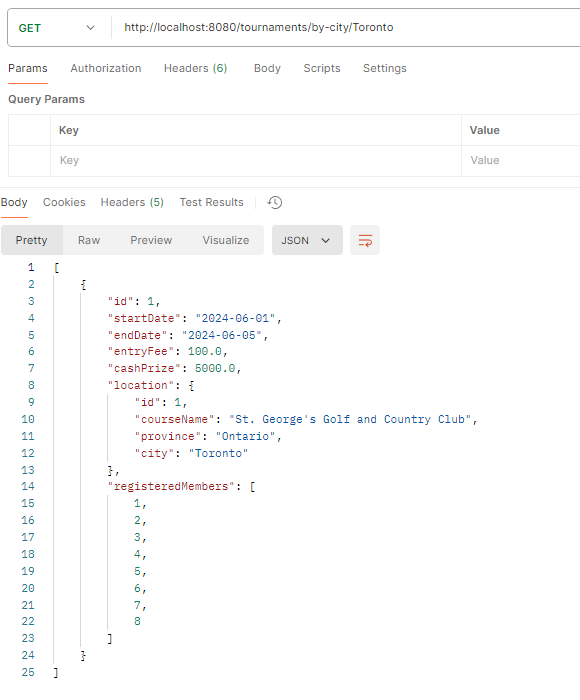 GET http://localhost:8080/tournaments/by-city/Toronto
Params Authorization Headers (6) Body Scripts Settings
Query Params
Key Value
Key Value
Body Cookies Headers (5) Test Results
Pretty Raw Preview Visualize JSON
1 [
2 {
3 "id": 1,
4 "startDate": "2024-06-01",
5 "endDate": "2024-06-05",
6 "entryFee": 100.0,
7 "cashPrize": 5000.0,
8 "location": {
9 "id": 1,
10 "courseName": "St. George's Golf and Country Club",
11 "province": "Ontario",
12 "city": "Toronto"
13 },
14 "registeredMembers": [
15 1,
16 2,
17 3,
18 4,
19 5,
20 6,
21 7,
22 8
23 ]
24 }
25 ]